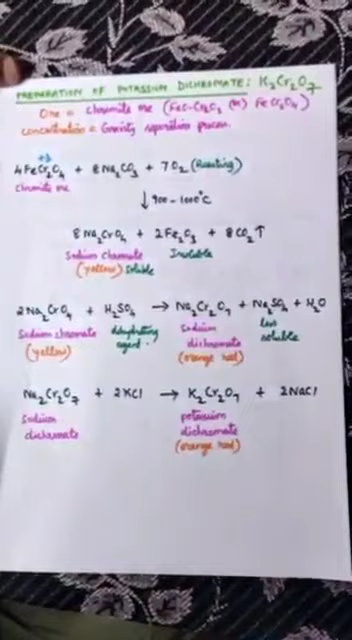 PREPARATION OF POTASSIUM DICHROMATE: K₂Cr₂O₇
Ore = chromite ore (FeO·Cr₂O₃ (or) FeCr₂O₄)
concentration = Gravity separation process.
+3
4FeCr₂O₄ + 8Na₂CO₃ + 7O₂ (Roasting)
chromite ore
↓ 900-1000°C
8Na₂CrO₄ + 2Fe₂O₃ + 8CO₂↑
Sodium chromate Insoluble
(yellow) soluble
2Na₂CrO₄ + H₂SO₄ → Na₂Cr₂O₇ + Na₂SO₄ + H₂O
Sodium chromate dehydrating sodium less
(yellow) agent. dichromate soluble
(orange red)
Na₂Cr₂O₇ + 2KCl → K₂Cr₂O₇ + 2NaCl
Sodium potassium
dichromate dichromate
(orange red)